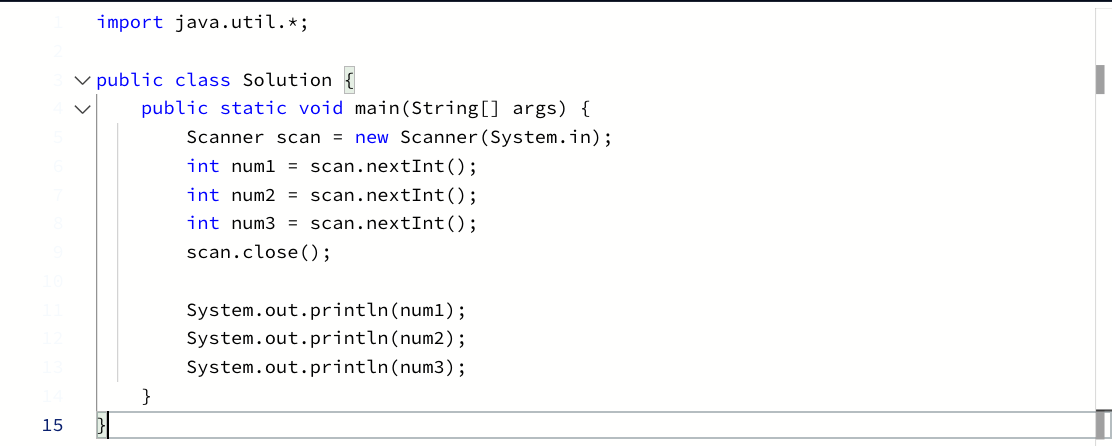 1 import java.util.*;
2
3 public class Solution {
4 public static void main(String[] args) {
5 Scanner scan = new Scanner(System.in);
6 int num1 = scan.nextInt();
7 int num2 = scan.nextInt();
8 int num3 = scan.nextInt();
9 scan.close();
10
11 System.out.println(num1);
12 System.out.println(num2);
13 System.out.println(num3);
14 }
15 }